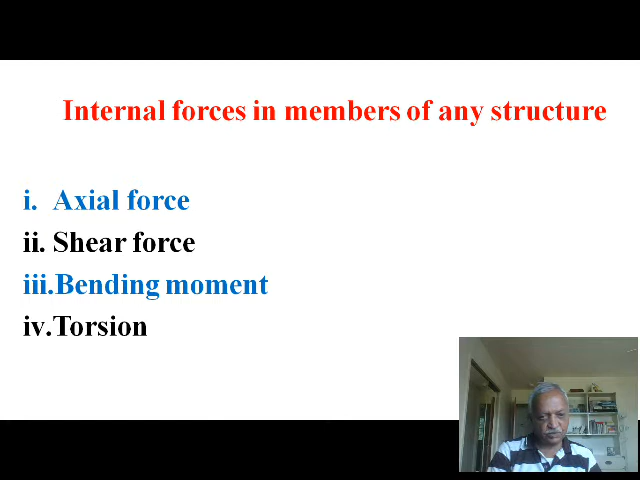 Internal forces in members of any structure
i. Axial force
ii. Shear force
iii.Bending moment
iv.Torsion